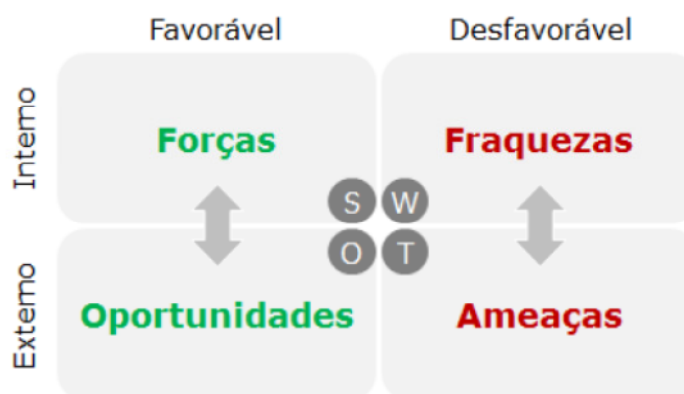 Favorável Desfavorável
Interno
Forças Fraquezas
S W
O T
Externo
Oportunidades Ameaças